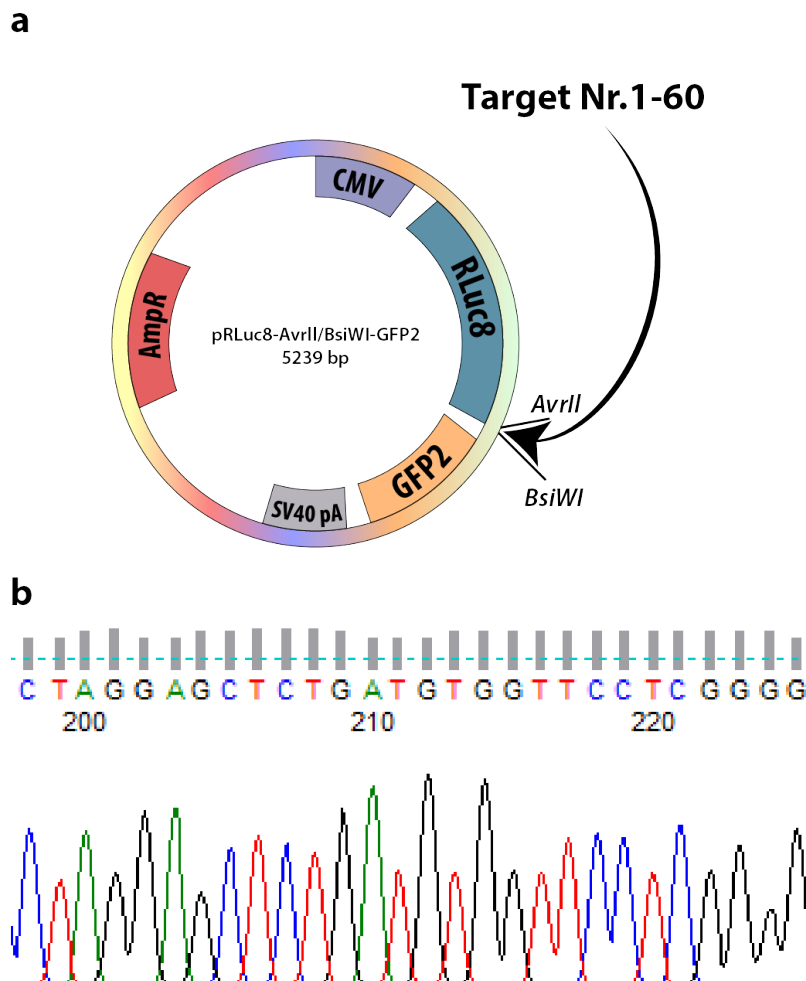 a
Target Nr.1-60
CMV
RLuc8
AmpR
pRLuc8-AvrII/BsiWI-GFP2
5239 bp
AvrII
BsiWI
GFP2
SV40 pA
b
C T A G G A G C T C T G A T G T G G T T C C T C G G G G
200 210 220